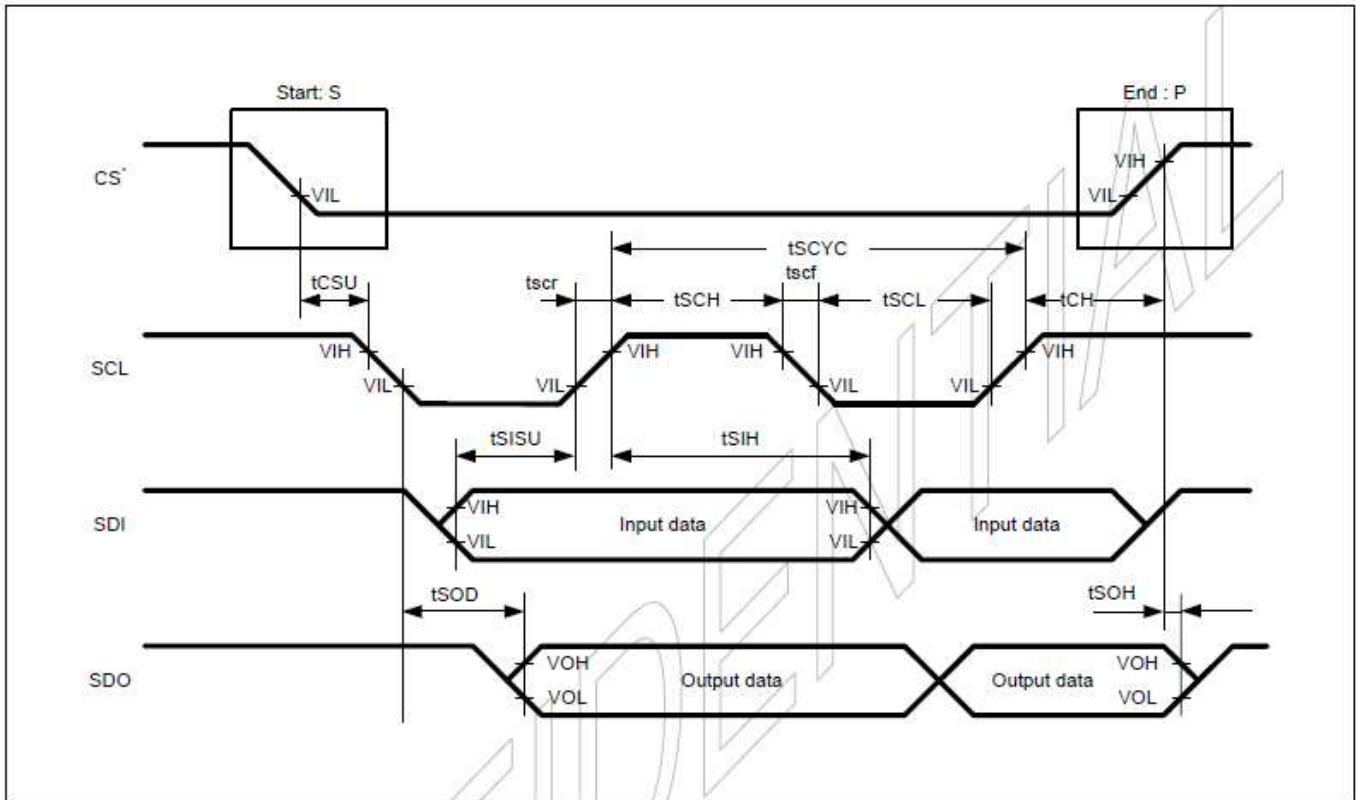 Start: S
End : P
CS*
VIL
VIH
VIL
tSCYC
tCSU
tscr
tSCH
tscf
tSCL
tCH
SCL
VIH
VIL
VIL
VIH
VIH
VIL
VIL
VIH
tSISU
tSIH
SDI
VIH
VIL
Input data
VIH
VIL
Input data
tSOD
tSOH
SDO
VOH
VOL
Output data
Output data
VOH
VOL